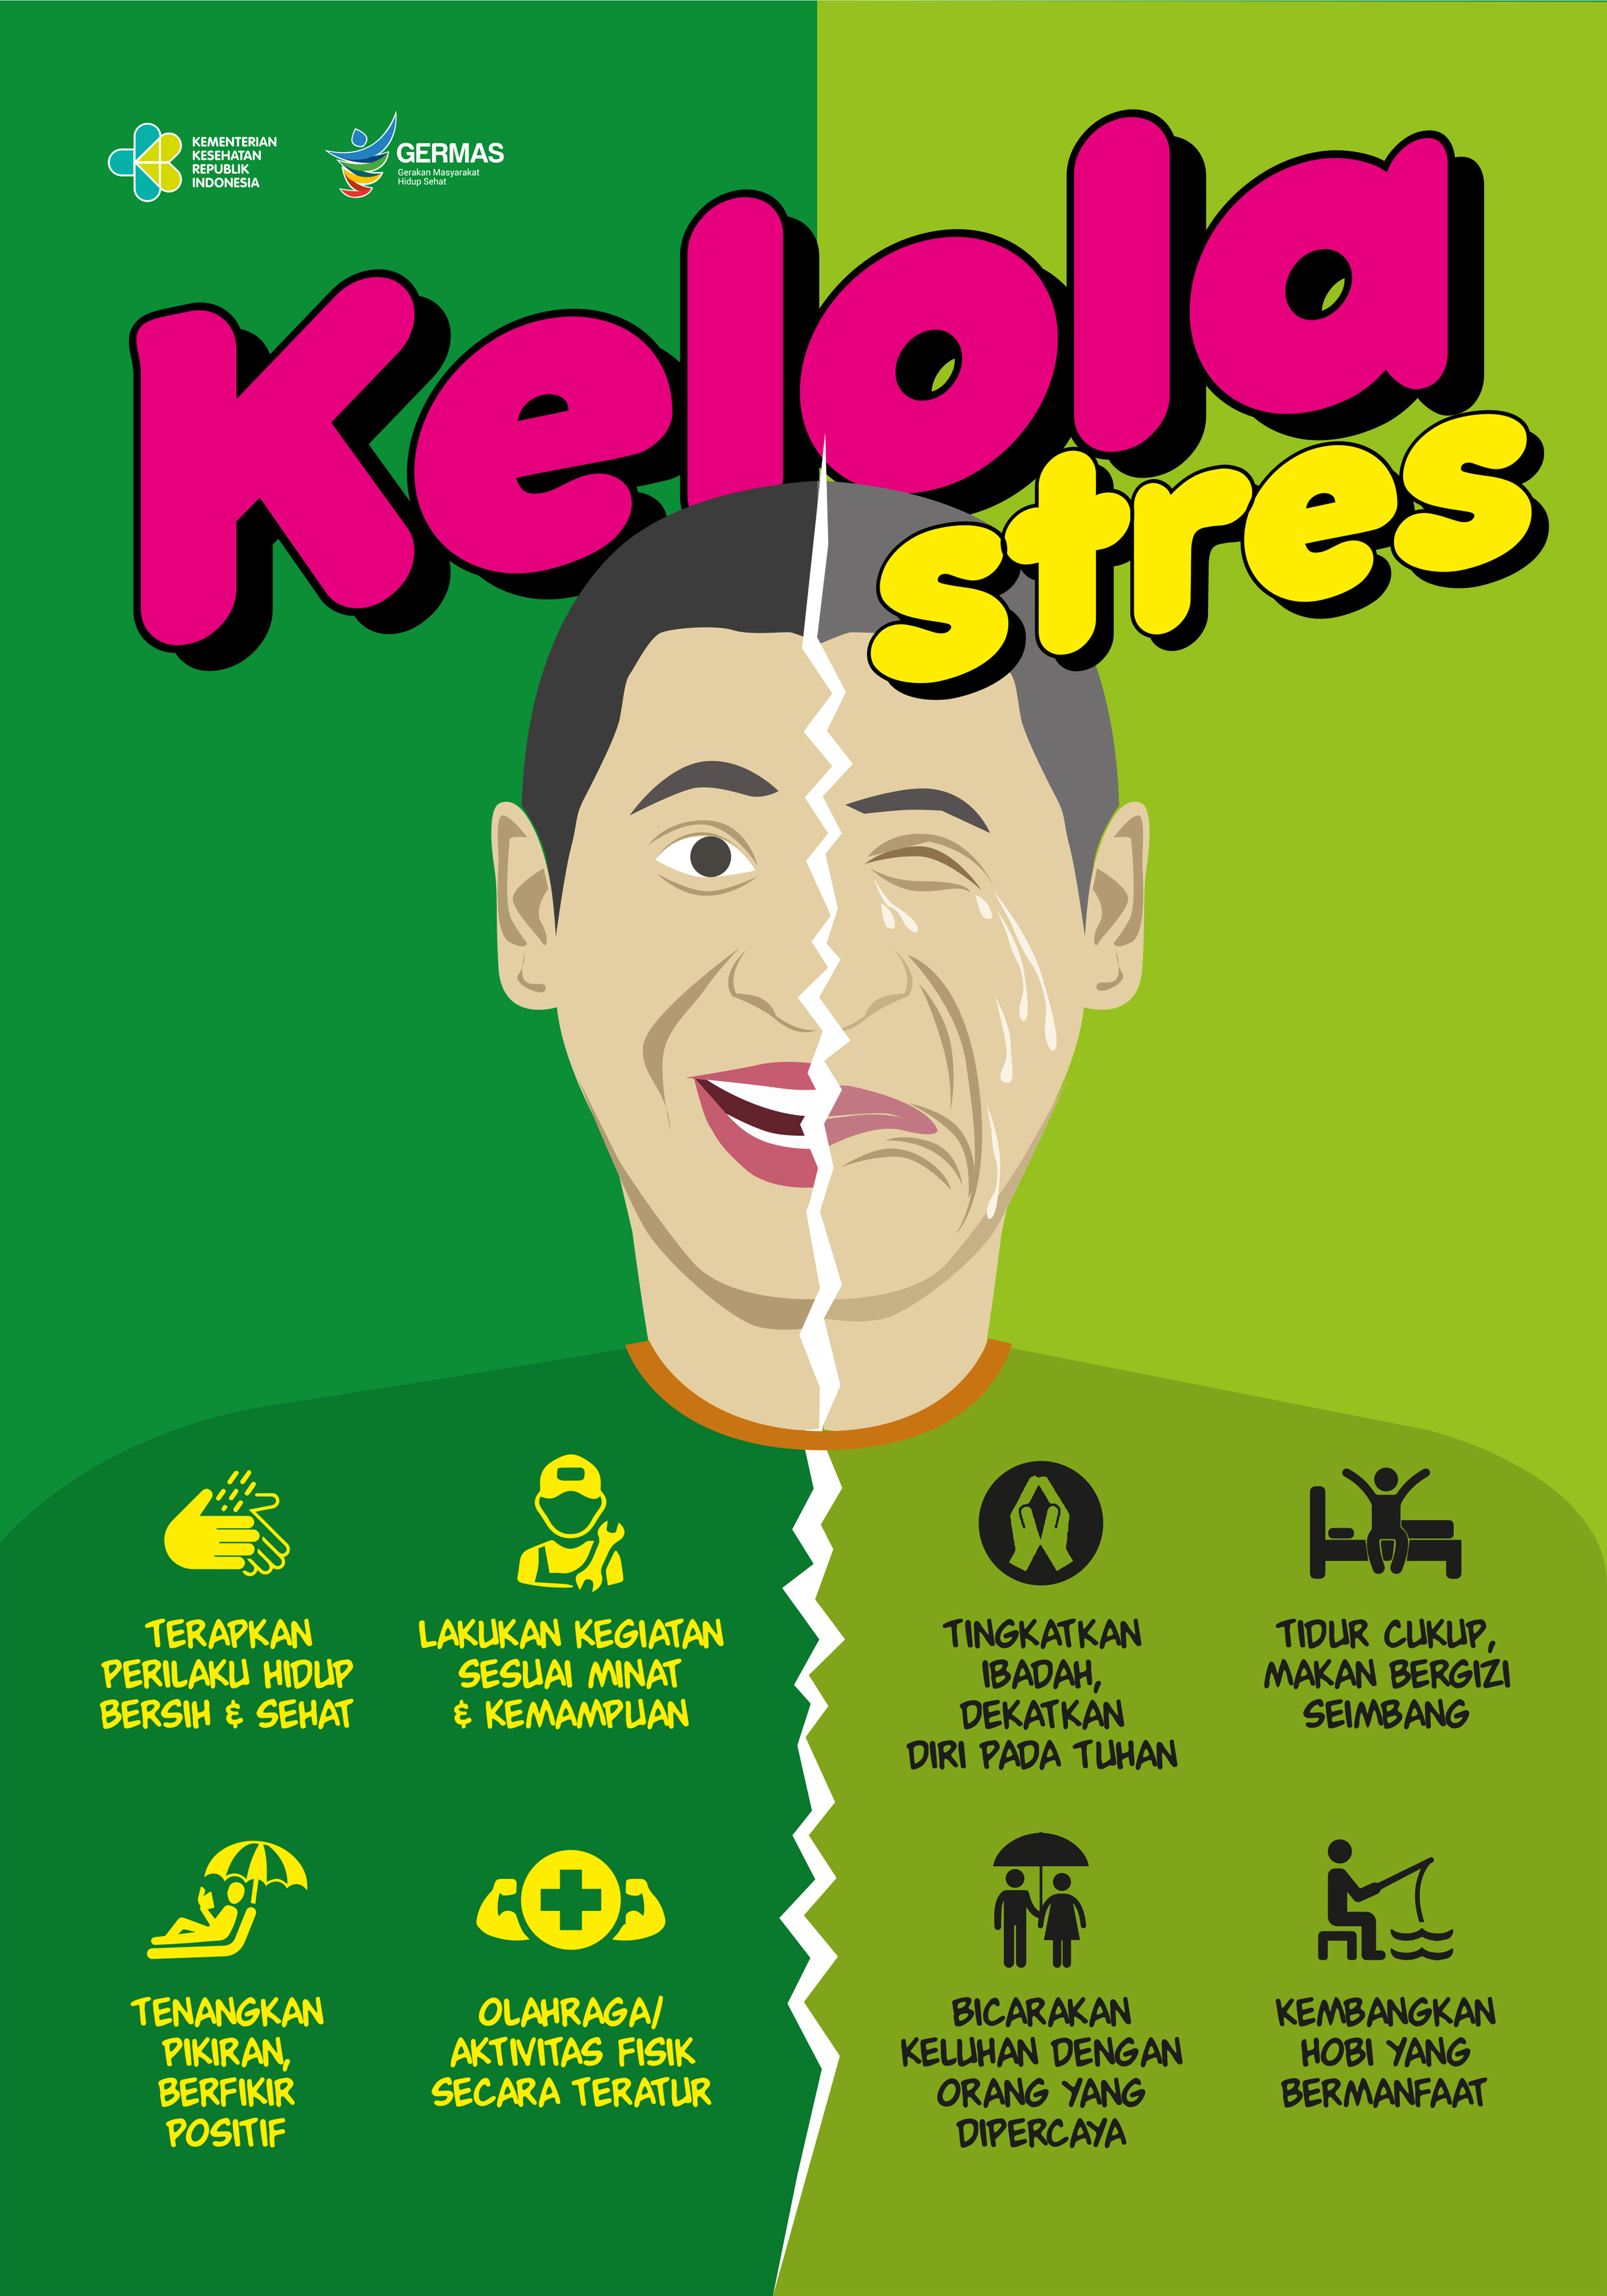 KEMENTERIAN
KESEHATAN
REPUBLIK
INDONESIA
GERMAS
Gerakan Masyarakat
Hidup Sehat
Kelola
stres
TERAPKAN
PERILAKU HIDUP
BERSIH & SEHAT
LAKUKAN KEGIATAN
SESUAI MINAT
& KEMAMPUAN
TINGKATKAN
IBADAH,
DEKATKAN
DIRI PADA TUHAN
TIDUR CUKUP,
MAKAN BERGIZI
SEIMBANG
TENANGKAN
PIKIRAN,
BERFIKIR
POSITIF
OLAHRAGA/
AKTIVITAS FISIK
SECARA TERATUR
BICARAKAN
KELUHAN DENGAN
ORANG YANG
DIPERCAYA
KEMBANGKAN
HOBI YANG
BERMANFAAT